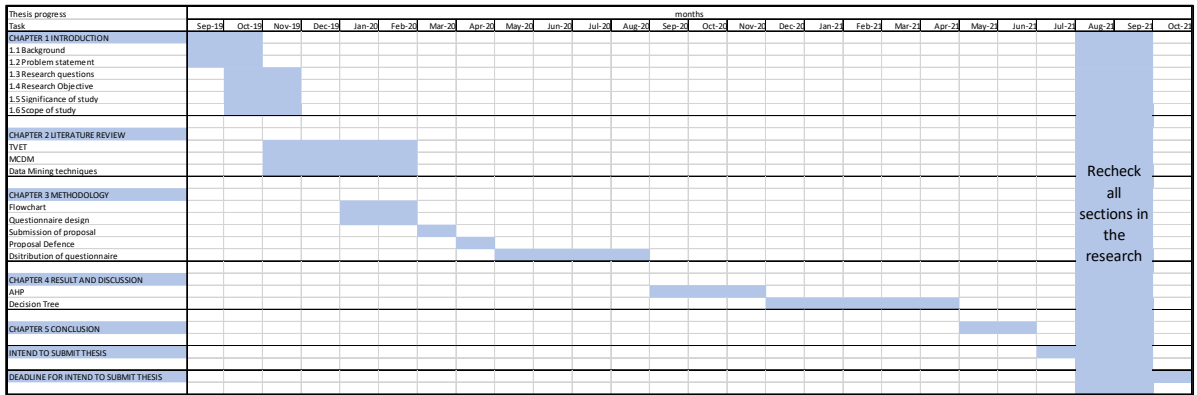 Thesis progress months
Task Sep-19 Oct-19 Nov-19 Dec-19 Jan-20 Feb-20 Mar-20 Apr-20 May-20 Jun-20 Jul-20 Aug-20 Sep-20 Oct-20 Nov-20 Dec-20 Jan-21 Feb-21 Mar-21 Apr-21 May-21 Jun-21 Jul-21 Aug-21 Sep-21 Oct-21
CHAPTER 1 INTRODUCTION
1.1 Background
1.2 Problem statement
1.3 Research questions
1.4 Research Objective
1.5 Significance of study
1.6 Scope of study
CHAPTER 2 LITERATURE REVIEW
TVET
MCDM
Data Mining techniques
CHAPTER 3 METHODOLOGY
Flowchart
Questionnaire design
Submission of proposal
Proposal Defence
Dsitribution of questionnaire
CHAPTER 4 RESULT AND DISCUSSION
AHP
Decision Tree
CHAPTER 5 CONCLUSION
INTEND TO SUBMIT THESIS
DEADLINE FOR INTEND TO SUBMIT THESIS
Recheck
all
sections in
the
research